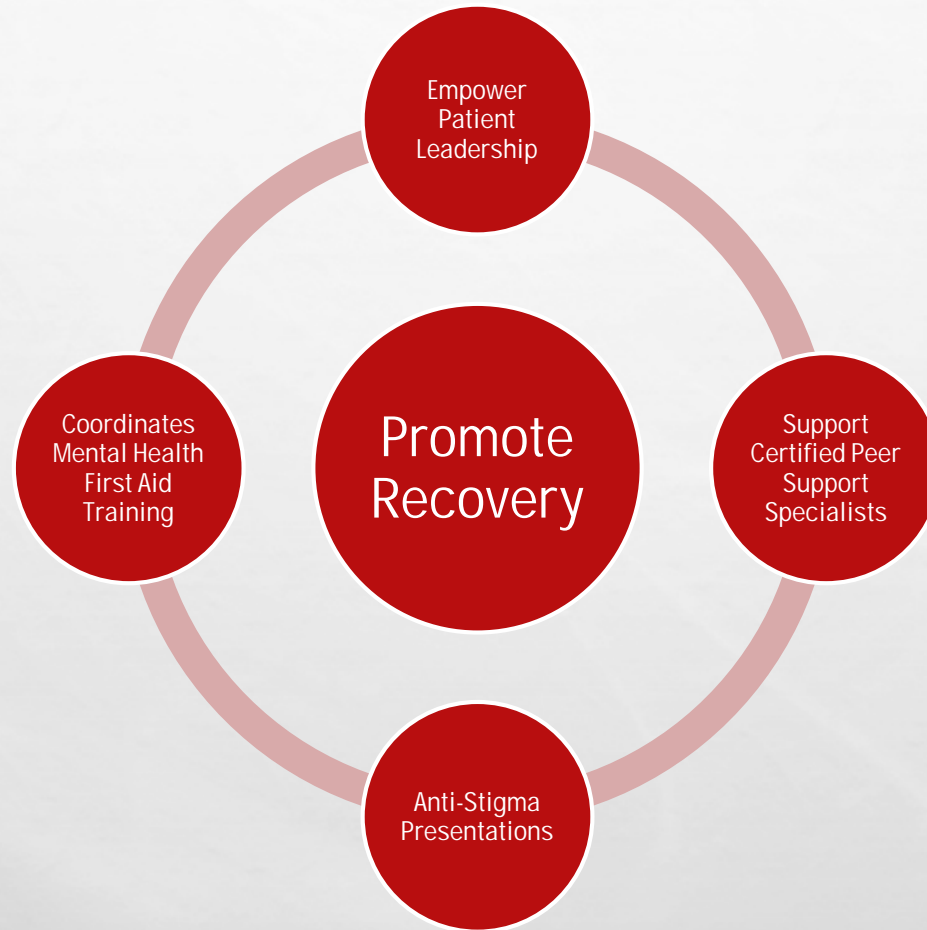 Empower
Patient
Leadership
Coordinates
Mental Health
First Aid
Training
Promote
Recovery
Support
Certified Peer
Support
Specialists
Anti-Stigma
Presentations